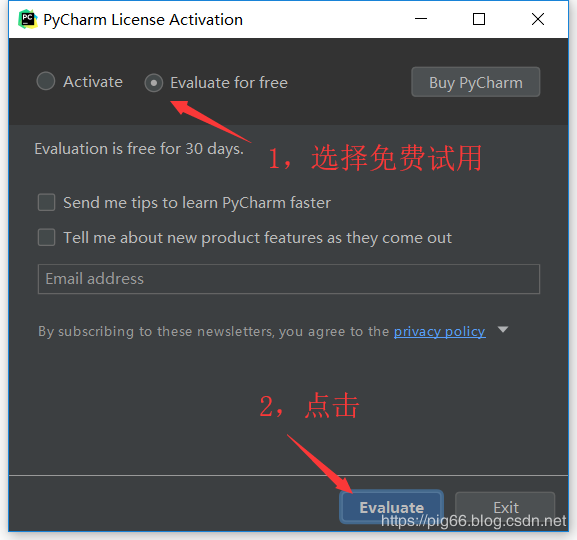 PC
PyCharm License Activation
Activate
Evaluate for free
Buy PyCharm
Evaluation is free for 30 days.
1，选择免费试用
Send me tips to learn PyCharm faster
Tell me about new product features as they come out
Email address
By subscribing to these newsletters, you agree to the privacy policy
2，点击
Evaluate
Exit
https://pig66.blog.csdn.net